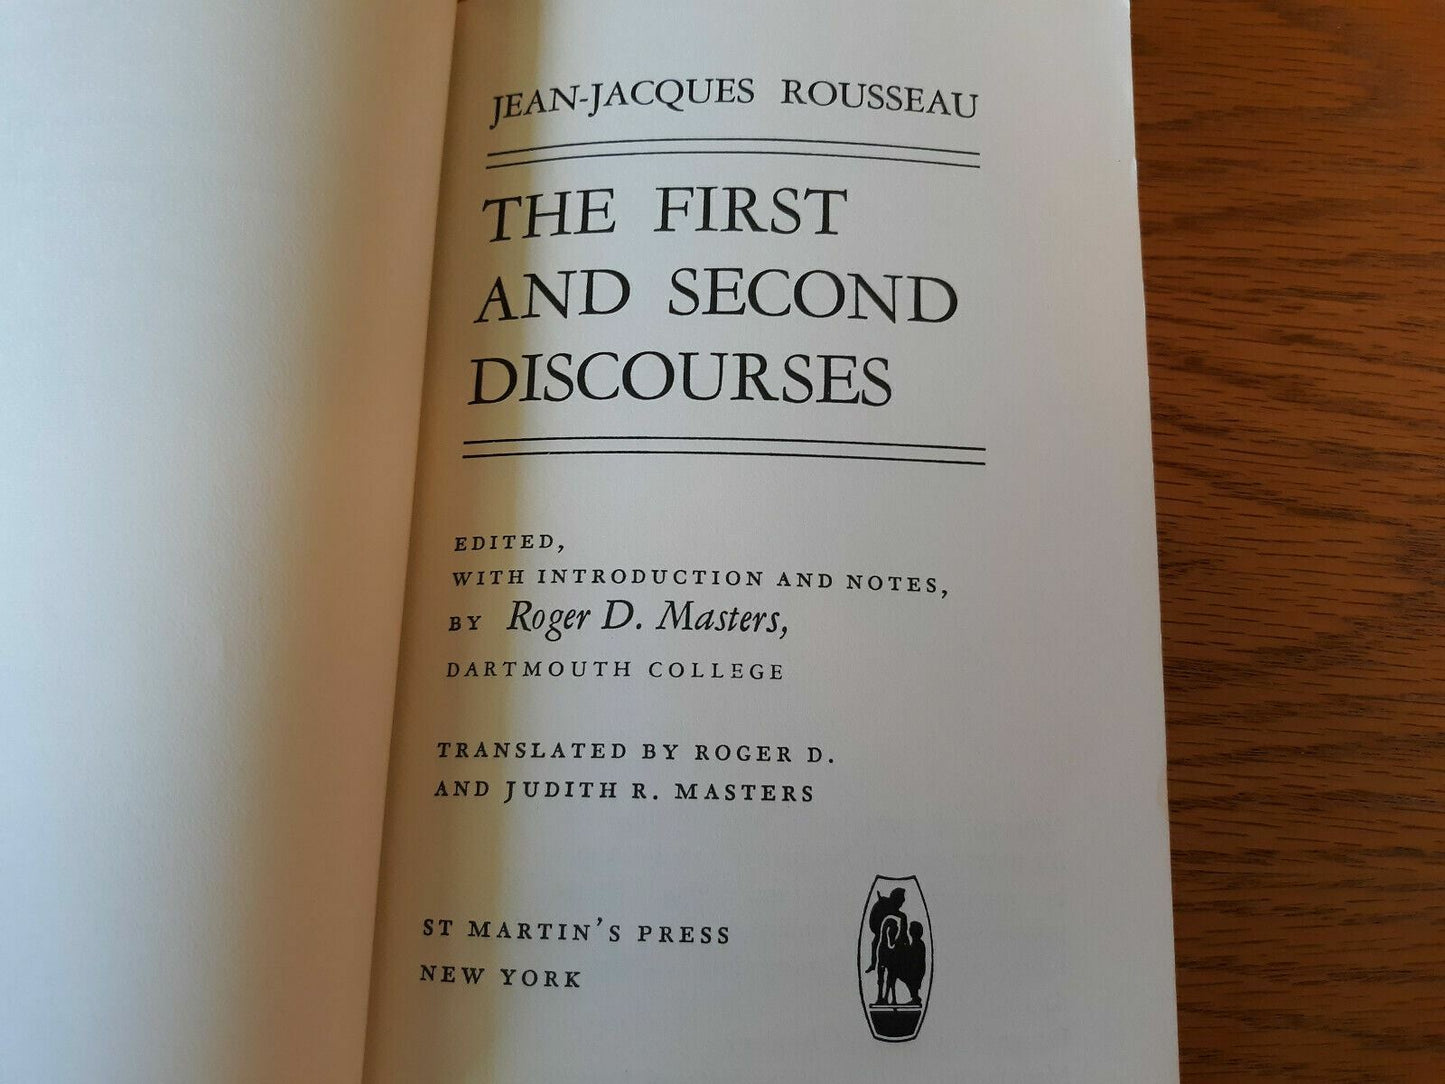 JEAN-JACQUES ROUSSEAU
THE FIRST
AND SECOND
DISCOURSES
EDITED,
WITH INTRODUCTION AND NOTES,
BY Roger D. Masters,
DARTMOUTH COLLEGE
TRANSLATED BY ROGER D.
AND JUDITH R. MASTERS
ST MARTIN'S PRESS
NEW YORK